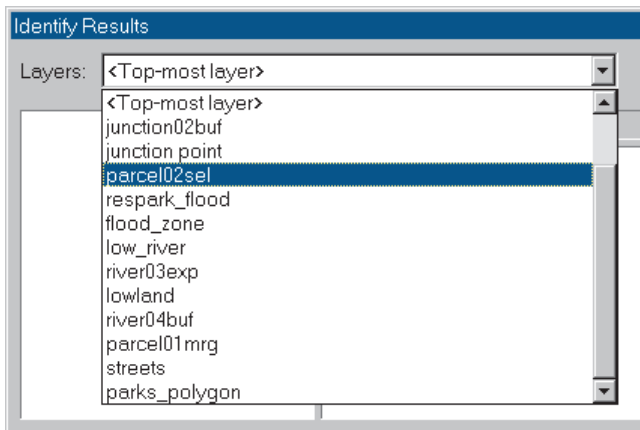 Identify Results
Layers: <Top-most layer>
<Top-most layer>
junction02buf
junction point
parcel02sel
respark_flood
flood_zone
low_river
river03exp
lowland
river04buf
parcel01mrg
streets
parks_polygon